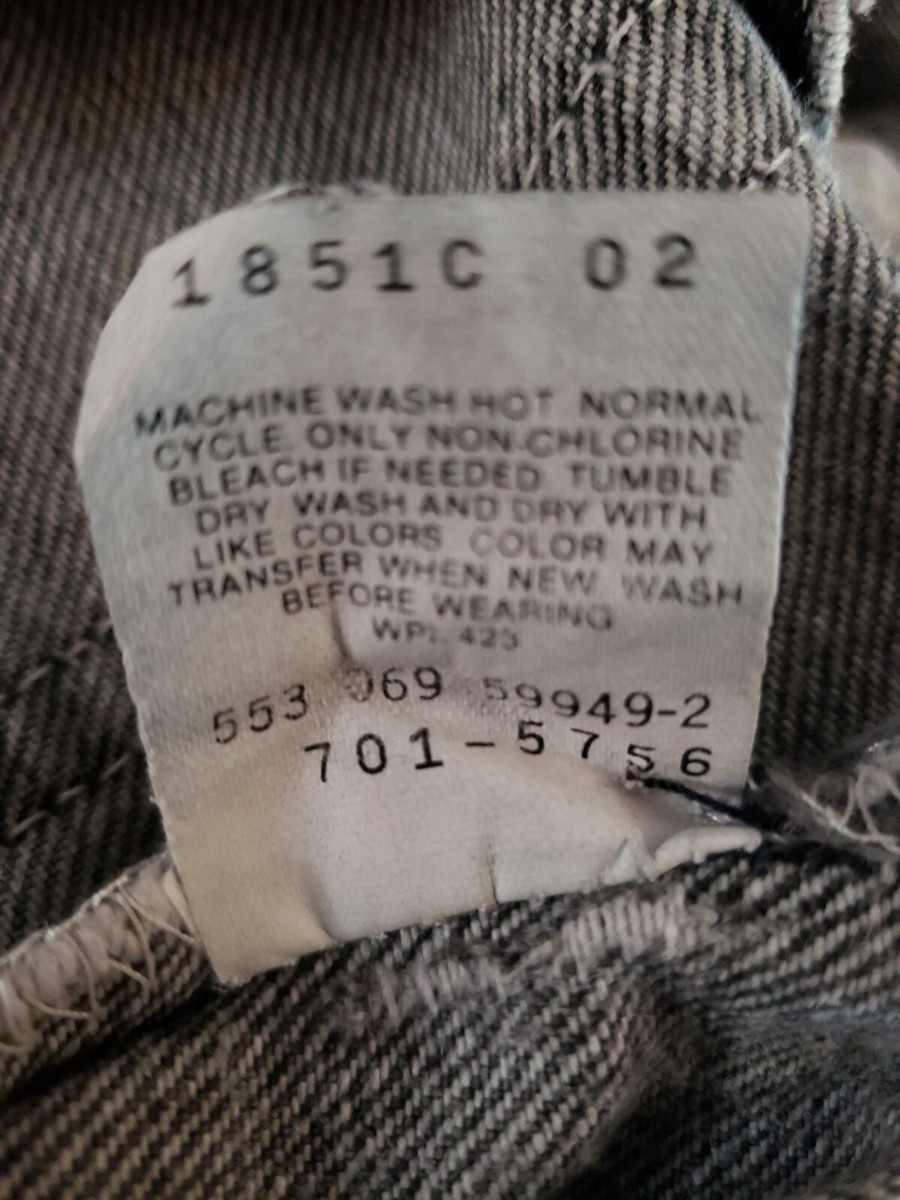 1851C 02
MACHINE WASH HOT NORMAL
CYCLE ONLY NON-CHLORINE
BLEACH IF NEEDED TUMBLE
DRY WASH AND DRY WITH
LIKE COLORS COLOR MAY
TRANSFER WHEN NEW WASH
BEFORE WEARING
WPL 423
553 069 59949-2
701-5756